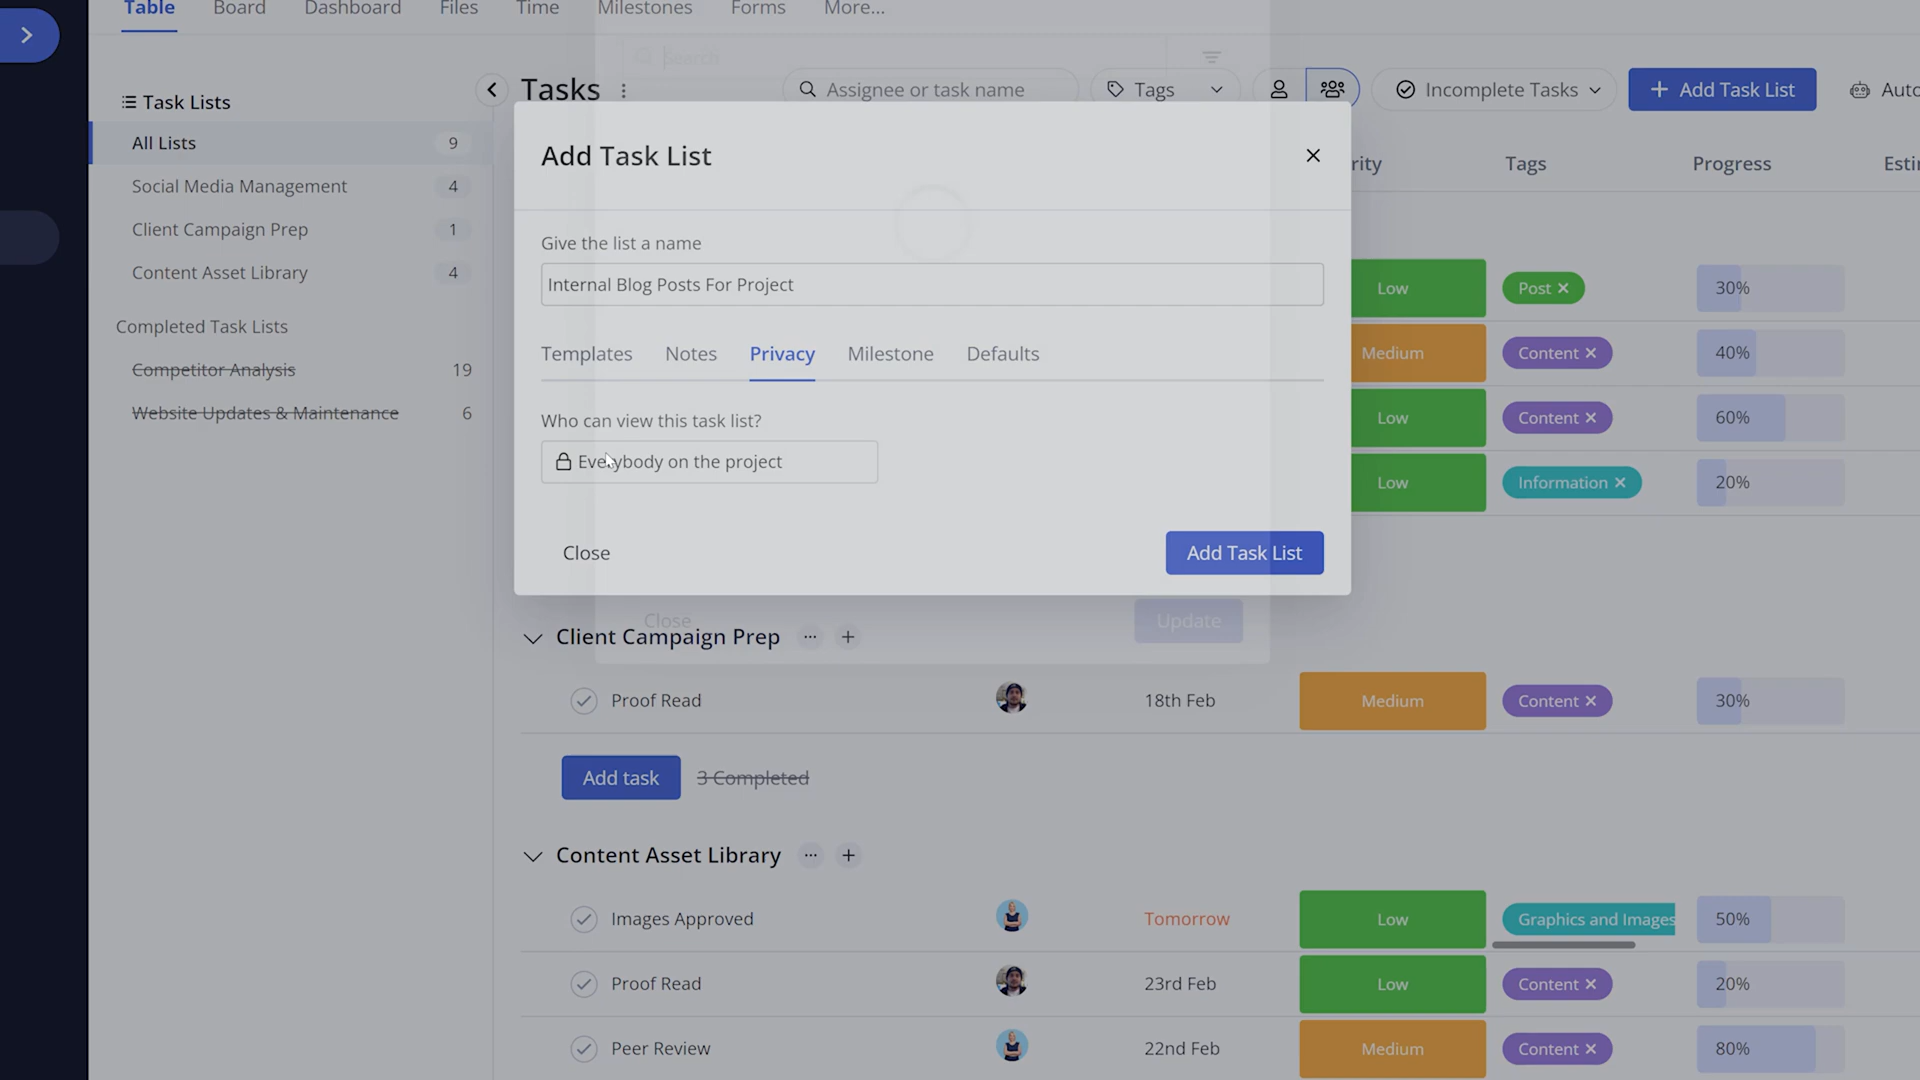 Table Board Dashboard Files Time Milestones Forms More...
Search
Task Lists
All Lists 9
Social Media Management 4
Client Campaign Prep 1
Content Asset Library 4
Completed Task Lists
Competitor Analysis 19
Website Updates & Maintenance 6
Tasks Assignee or task name Tags Incomplete Tasks + Add Task List Auto
rity Tags Progress Estir
Add Task List
Give the list a name
Internal Blog Posts For Project
Templates Notes Privacy Milestone Defaults
Who can view this task list?
Everybody on the project
Close Add Task List
Close Update
Low Post × 30%
Medium Content × 40%
Low Content × 60%
Low Information × 20%
Client Campaign Prep ... +
Proof Read 18th Feb Medium Content × 30%
Add task 3 Completed
Content Asset Library ... +
Images Approved Tomorrow Low Graphics and Images 50%
Proof Read 23rd Feb Low Content × 20%
Peer Review 22nd Feb Medium Content × 80%